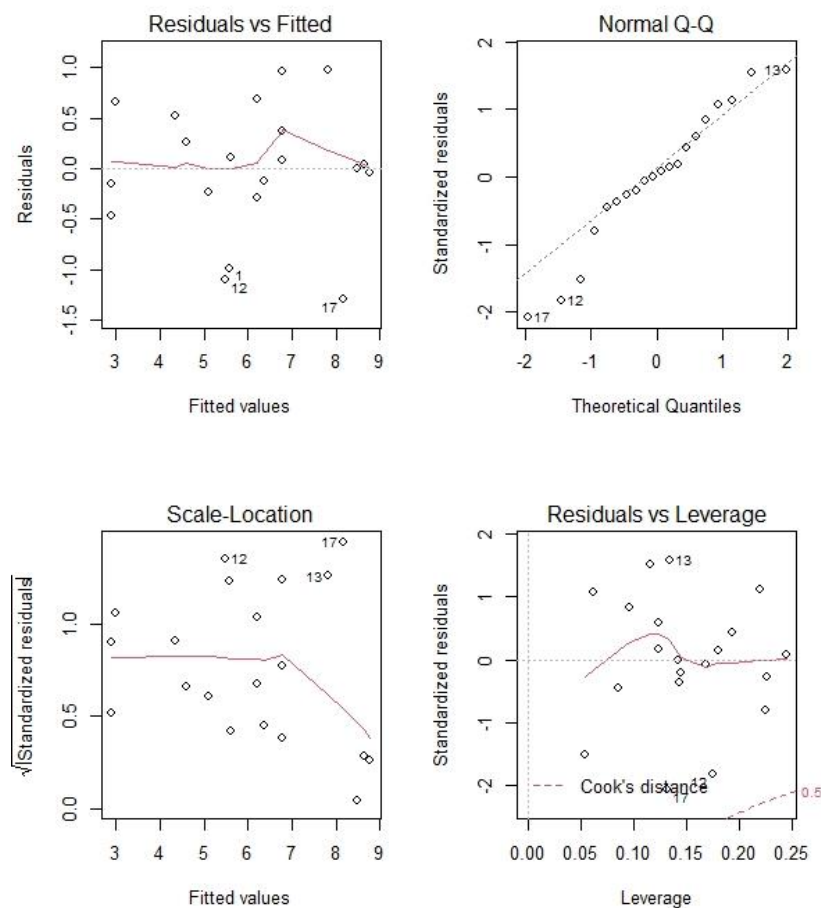 Residuals vs Fitted
Residuals
1.0
0.5
0.0
-0.5
-1.0
-1.5
1
12
17
3 4 5 6 7 8 9
Fitted values
Normal Q-Q
Standardized residuals
2
1
0
-1
-2
13
12
17
-2 -1 0 1 2
Theoretical Quantiles
Scale-Location
√|Standardized residuals|
1.0
0.5
0.0
17
12
13
3 4 5 6 7 8 9
Fitted values
Residuals vs Leverage
Standardized residuals
2
1
0
-1
-2
13
12
17
Cook's distance
0.5
0.00 0.05 0.10 0.15 0.20 0.25
Leverage